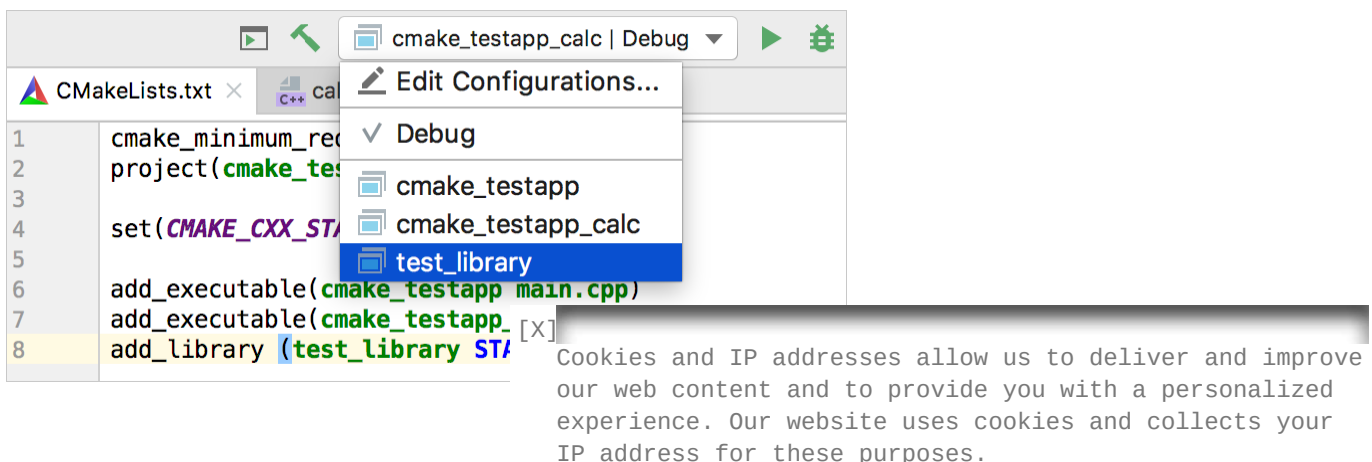 cmake_testapp_calc | Debug
CMakeLists.txt
C++ cal
Edit Configurations...
Debug
cmake_testapp
cmake_testapp_calc
test_library
1 cmake_minimum_req
2 project(cmake_tes
3
4 set(CMAKE_CXX_STA
5
6 add_executable(cmake_testapp main.cpp)
7 add_executable(cmake_testapp_
8 add_library (test_library STA
[X]
Cookies and IP addresses allow us to deliver and improve
our web content and to provide you with a personalized
experience. Our website uses cookies and collects your
IP address for these purposes.